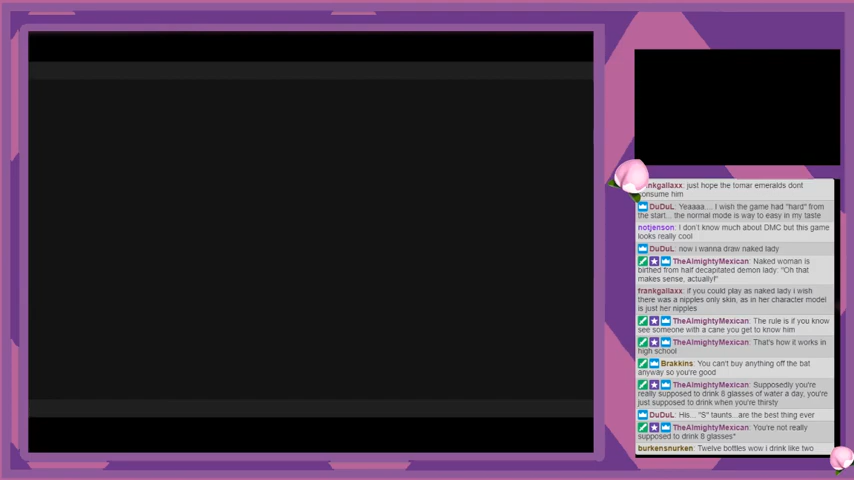 nkgallaxx: just hope the tomar emeralds dont
consume him
DuDuL: Yeaaaa.... I wish the game had "hard" from
the start... the normal mode is way to easy in my taste
notjenson: I don't know much about DMC but this game
looks really cool
DuDuL: now i wanna draw naked lady
TheAlmightyMexican: Naked woman is
birthed from half decapitated demon lady: "Oh that
makes sense, actually!"
frankgallaxx: if you could play as naked lady i wish
there was a nipples only skin, as in her character model
is just her nipples
TheAlmightyMexican: The rule is if you know
see someone with a cane you get to know him
TheAlmightyMexican: That's how it works in
high school
Brakkins: You can't buy anything off the bat
anyway so you're good
TheAlmightyMexican: Supposedly you're
really supposed to drink 8 glasses of water a day, you're
just supposed to drink when you're thirsty
DuDuL: His... "S" taunts...are the best thing ever
TheAlmightyMexican: You're not really
supposed to drink 8 glasses*
burkensnurken: Twelve bottles wow i drink like two